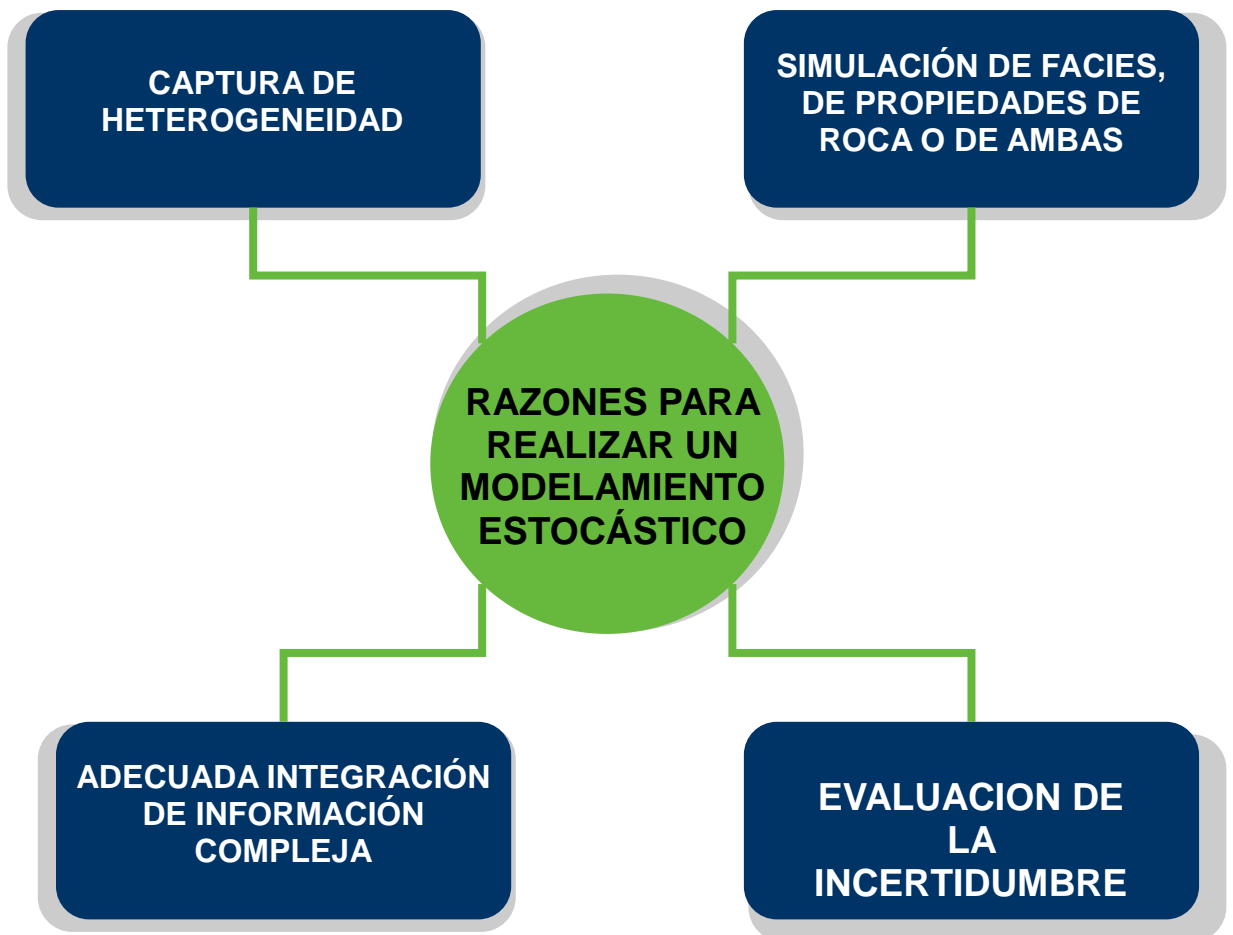 CAPTURA DE
HETEROGENEIDAD
SIMULACIÓN DE FACIES,
DE PROPIEDADES DE
ROCA O DE AMBAS
RAZONES PARA
REALIZAR UN
MODELAMIENTO
ESTOCÁSTICO
ADECUADA INTEGRACIÓN
DE INFORMACIÓN
COMPLEJA
EVALUACION DE
LA
INCERTIDUMBRE